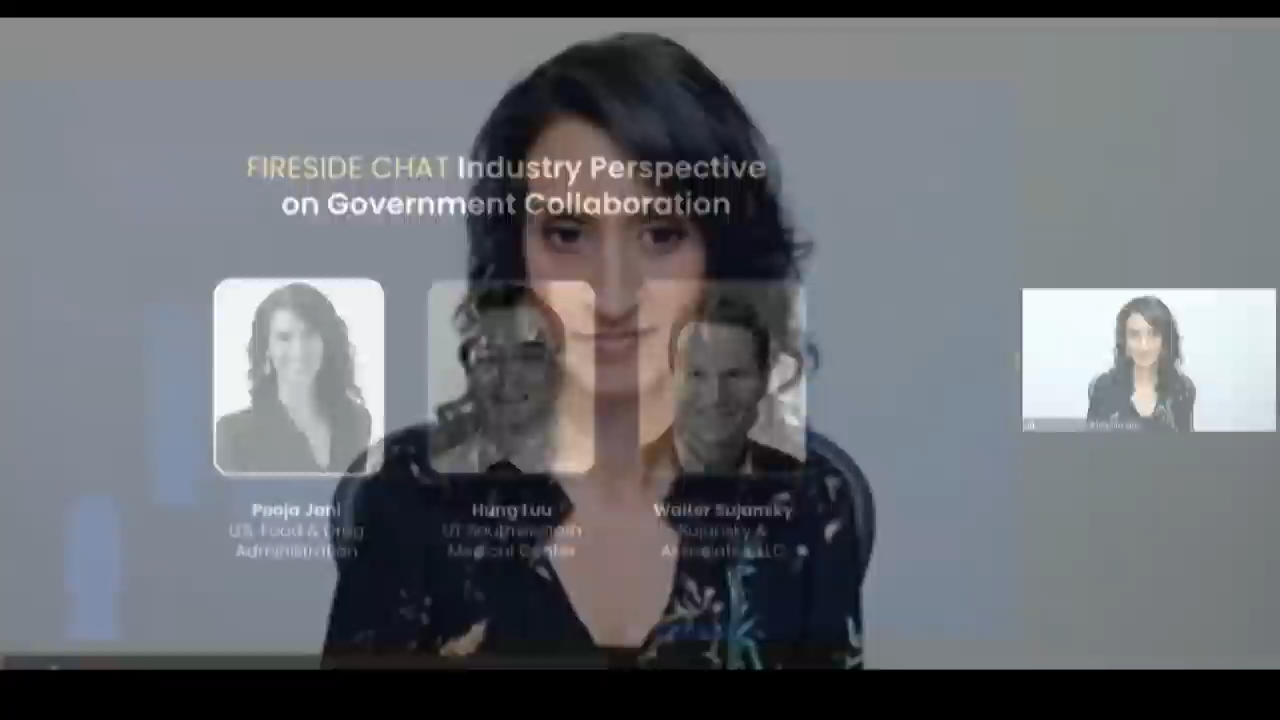 FIRESIDE CHAT Industry Perspective
on Government Collaboration
Pooja Jani
U.S. Food & Drug
Administration
Hung Luu
UT Southwestern
Medical Center
Walter Sujansky
Sujansky &
Associates, LLC